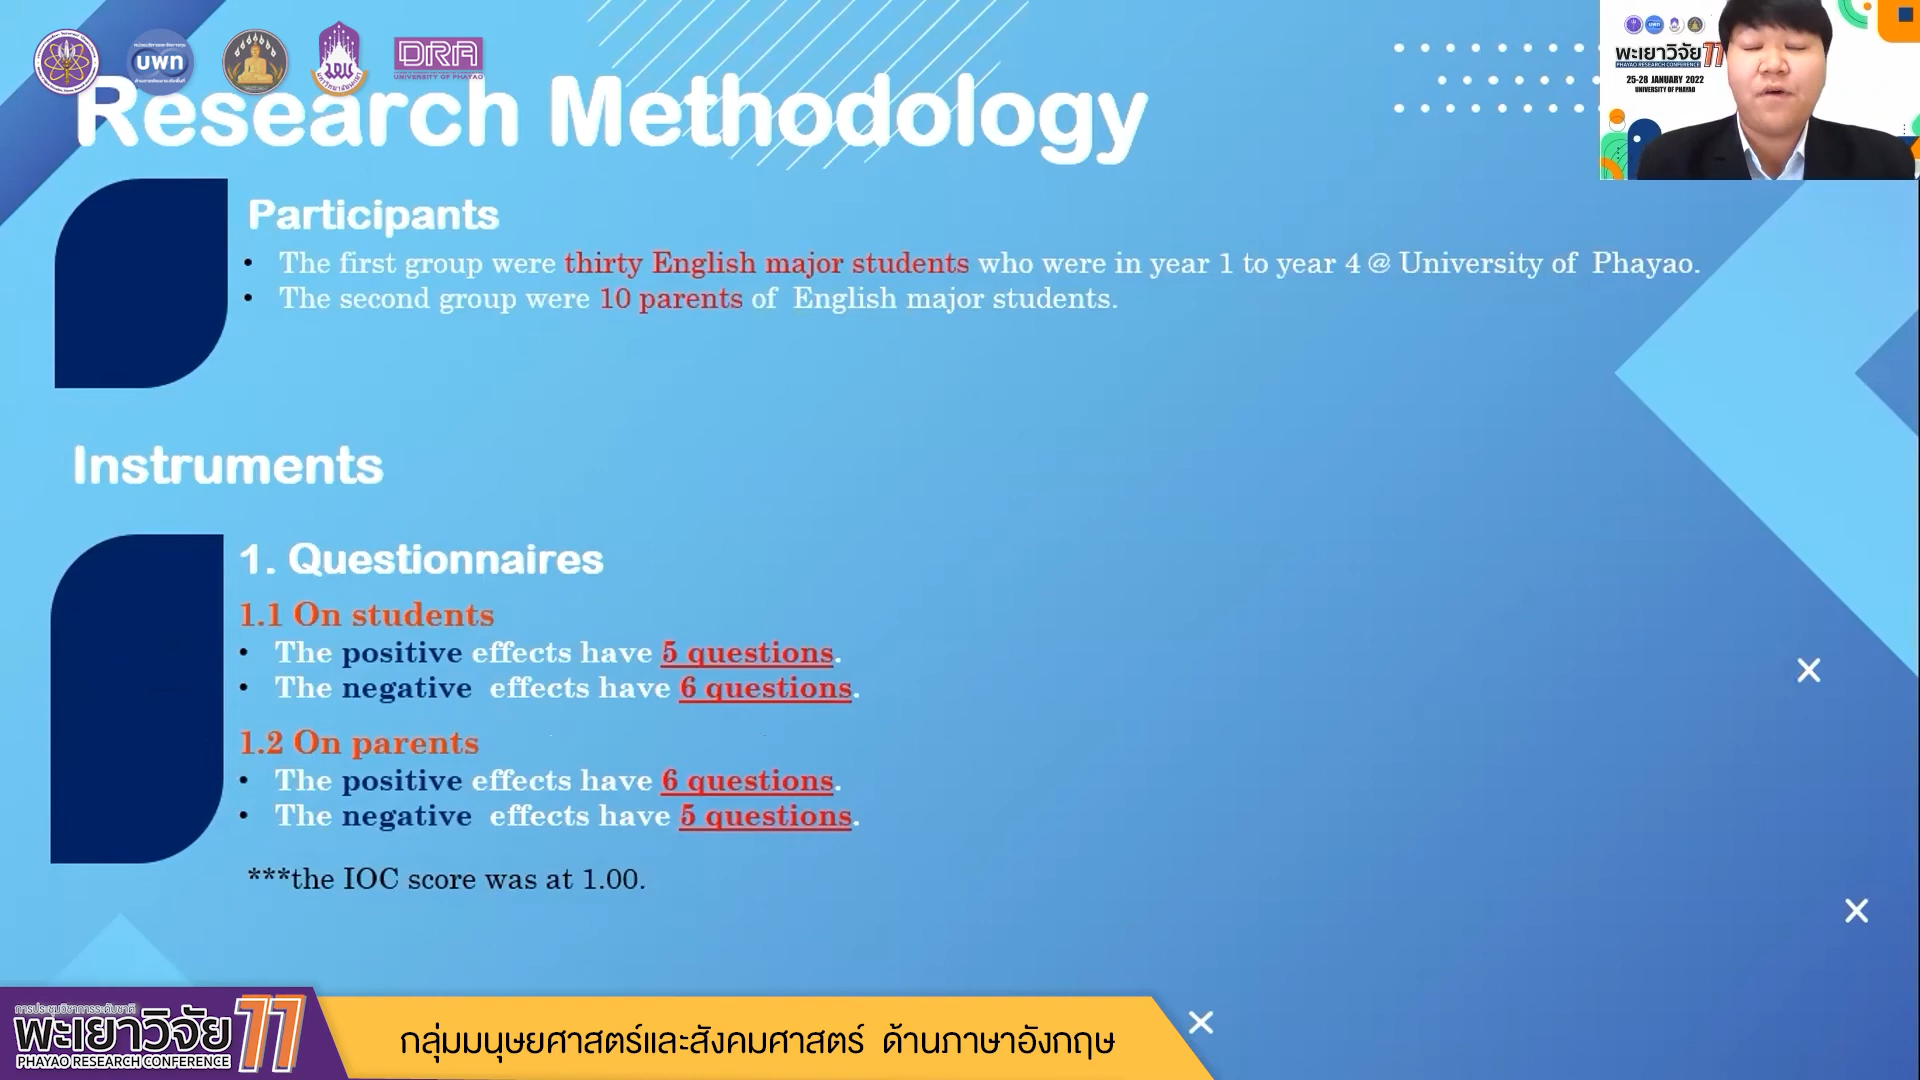 บพท
DRA
UNIVERSITY OF PHAYAO
Research Methodology
พะเยาวิจัย 11
PHAYAO RESEARCH CONFERENCE
25-28 JANUARY 2022
UNIVERSITY OF PHAYAO
Participants
• The first group were thirty English major students who were in year 1 to year 4 @ University of Phayao.
• The second group were 10 parents of English major students.
Instruments
1. Questionnaires
1.1 On students
• The positive effects have 5 questions.
• The negative effects have 6 questions.
1.2 On parents
• The positive effects have 6 questions.
• The negative effects have 5 questions.
***the IOC score was at 1.00.
การประชุมวิชาการระดับชาติ
พะเยาวิจัย 11
PHAYAO RESEARCH CONFERENCE
กลุ่มมนุษยศาสตร์และสังคมศาสตร์ ด้านภาษาอังกฤษ